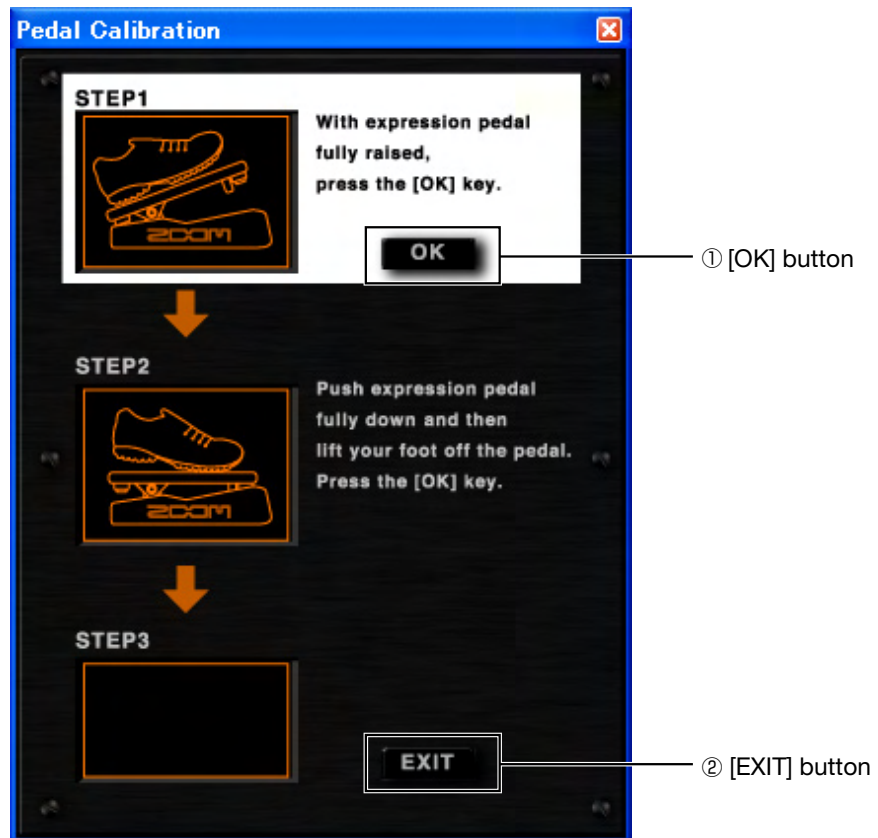 Pedal Calibration
STEP1
With expression pedal
fully raised,
press the [OK] key.
ZOOM
OK
① [OK] button
STEP2
Push expression pedal
fully down and then
lift your foot off the pedal.
Press the [OK] key.
ZOOM
STEP3
EXIT
② [EXIT] button